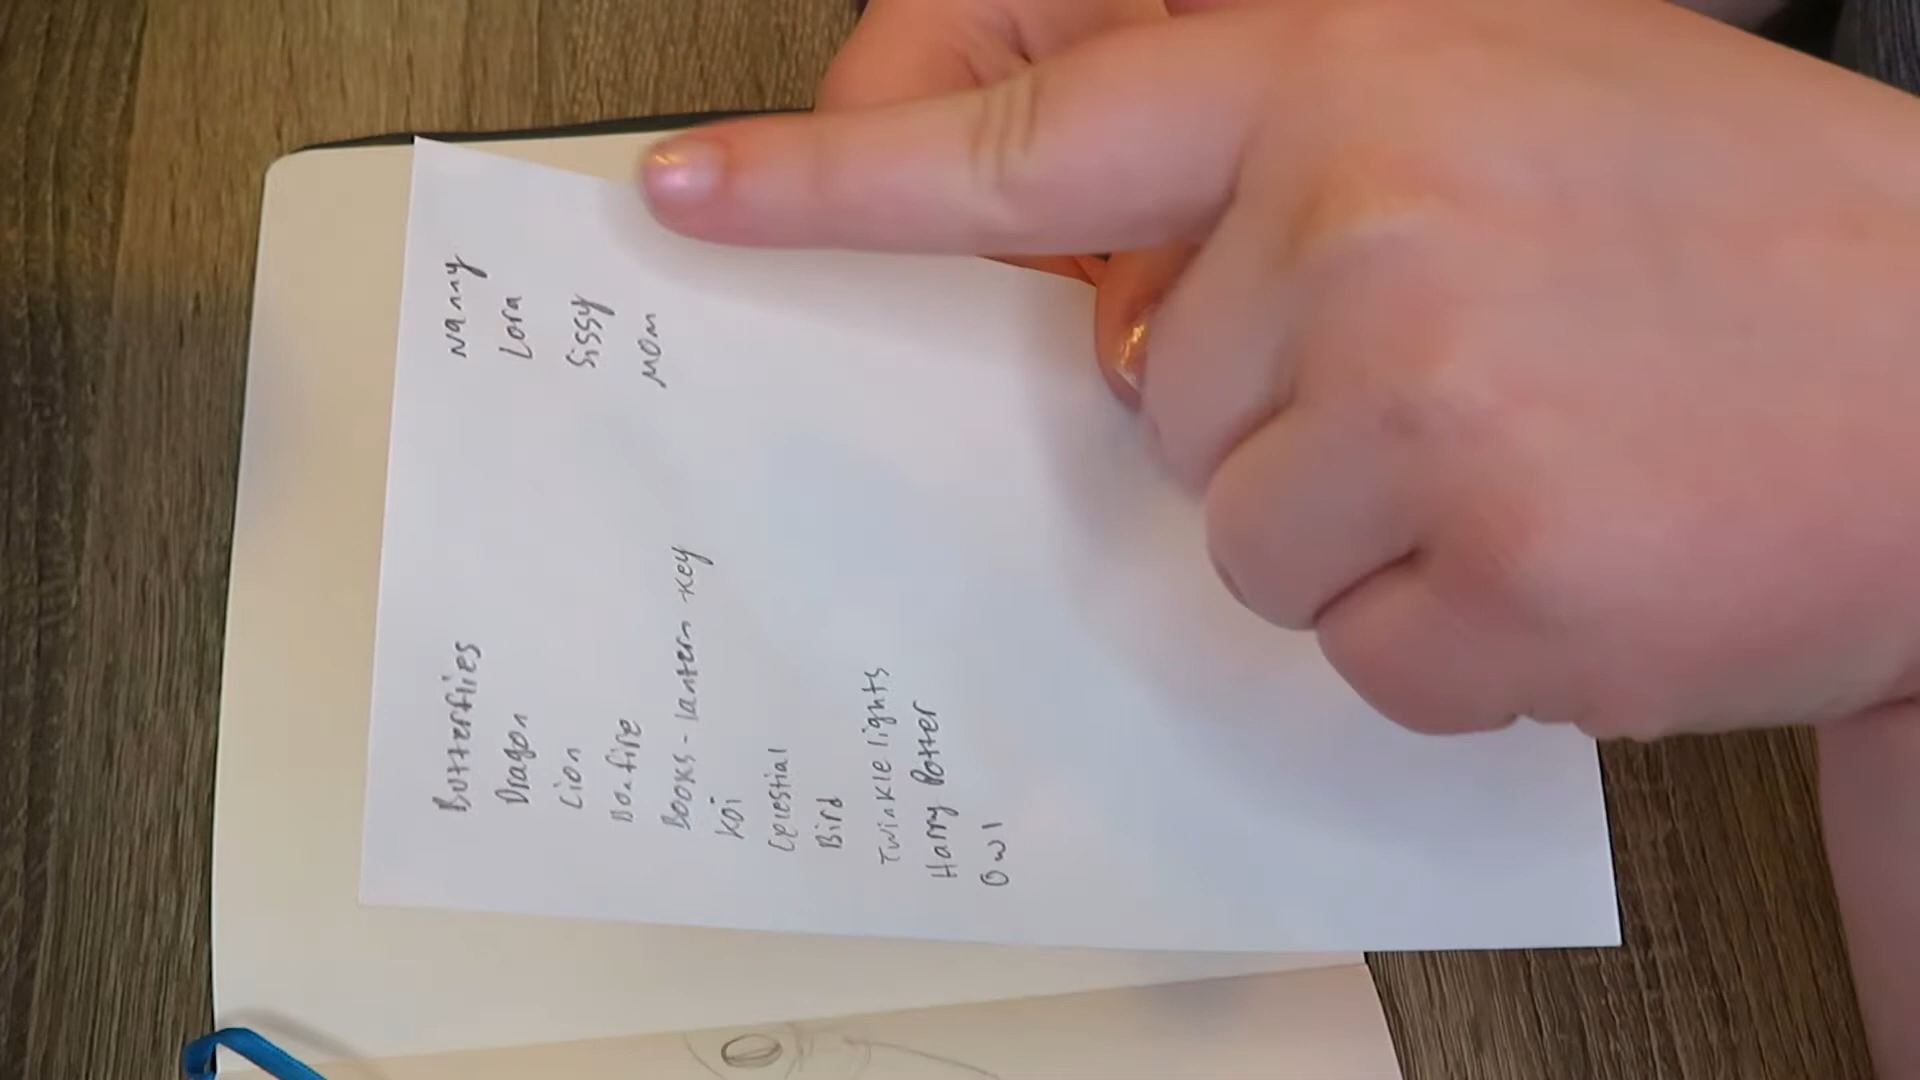 Butterflies
Dragon
Lion
Bonfire
Books - lantern - key
Koi
Celestial
Bird
Twinkle lights
Harry Potter
Owl
Nanny
Lora
Sissy
Mom